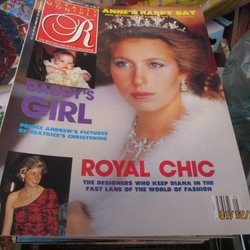 MONTHLY
R
ANNE'S HAPPY DAY
DADDY'S
GIRL
PRINCE ANDREW'S PICTURES
OF BEATRICE'S CHRISTENING
ROYAL CHIC
THE DESIGNERS WHO KEEP DIANA IN THE
FAST LANE OF THE WORLD OF FASHION